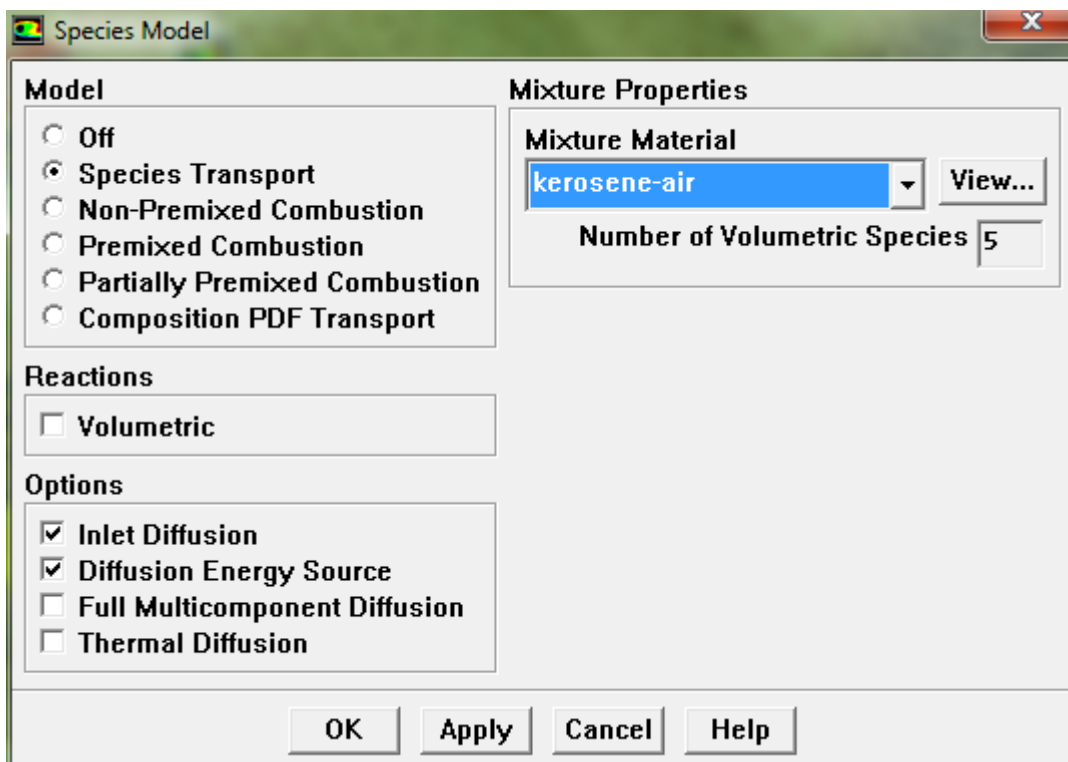 Species Model
Model
Off
Species Transport
Non-Premixed Combustion
Premixed Combustion
Partially Premixed Combustion
Composition PDF Transport
Reactions
Volumetric
Options
Inlet Diffusion
Diffusion Energy Source
Full Multicomponent Diffusion
Thermal Diffusion
Mixture Properties
Mixture Material
kerosene-air
View...
Number of Volumetric Species 5
OK Apply Cancel Help